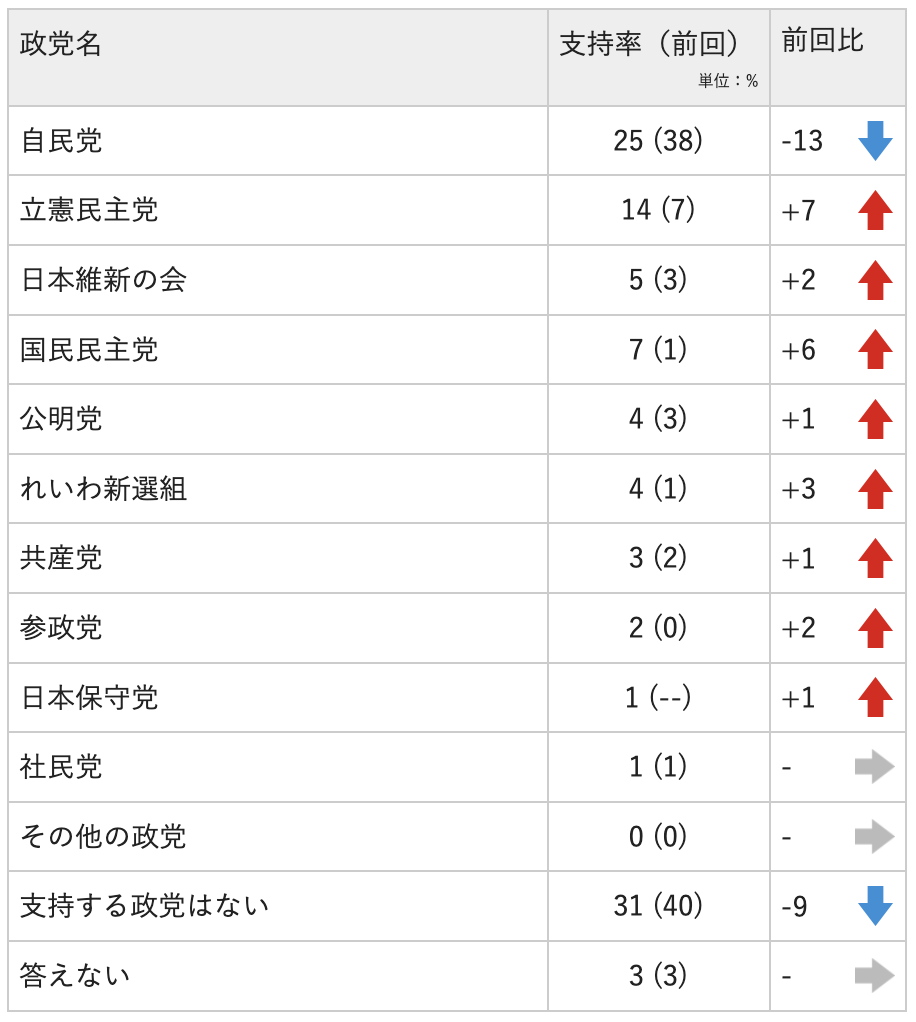 政党名 支持率（前回） 前回比
単位：%
自民党 25 (38) -13
立憲民主党 14 (7) +7
日本維新の会 5 (3) +2
国民民主党 7 (1) +6
公明党 4 (3) +1
れいわ新選組 4 (1) +3
共産党 3 (2) +1
参政党 2 (0) +2
日本保守党 1 (--) +1
社民党 1 (1) -
その他の政党 0 (0) -
支持する政党はない 31 (40) -9
答えない 3 (3) -